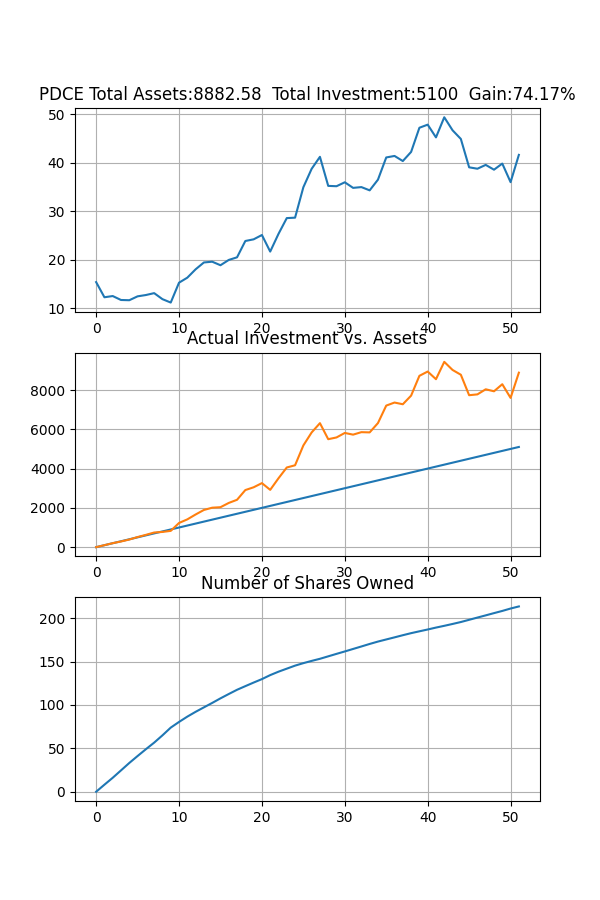 PDCE Total Assets:8882.58  Total Investment:5100  Gain:74.17%
50
40
30
20
10
0 10 20 30 40 50
Actual Investment vs. Assets
8000
6000
4000
2000
0
0 10 20 30 40 50
Number of Shares Owned
200
150
100
50
0
0 10 20 30 40 50